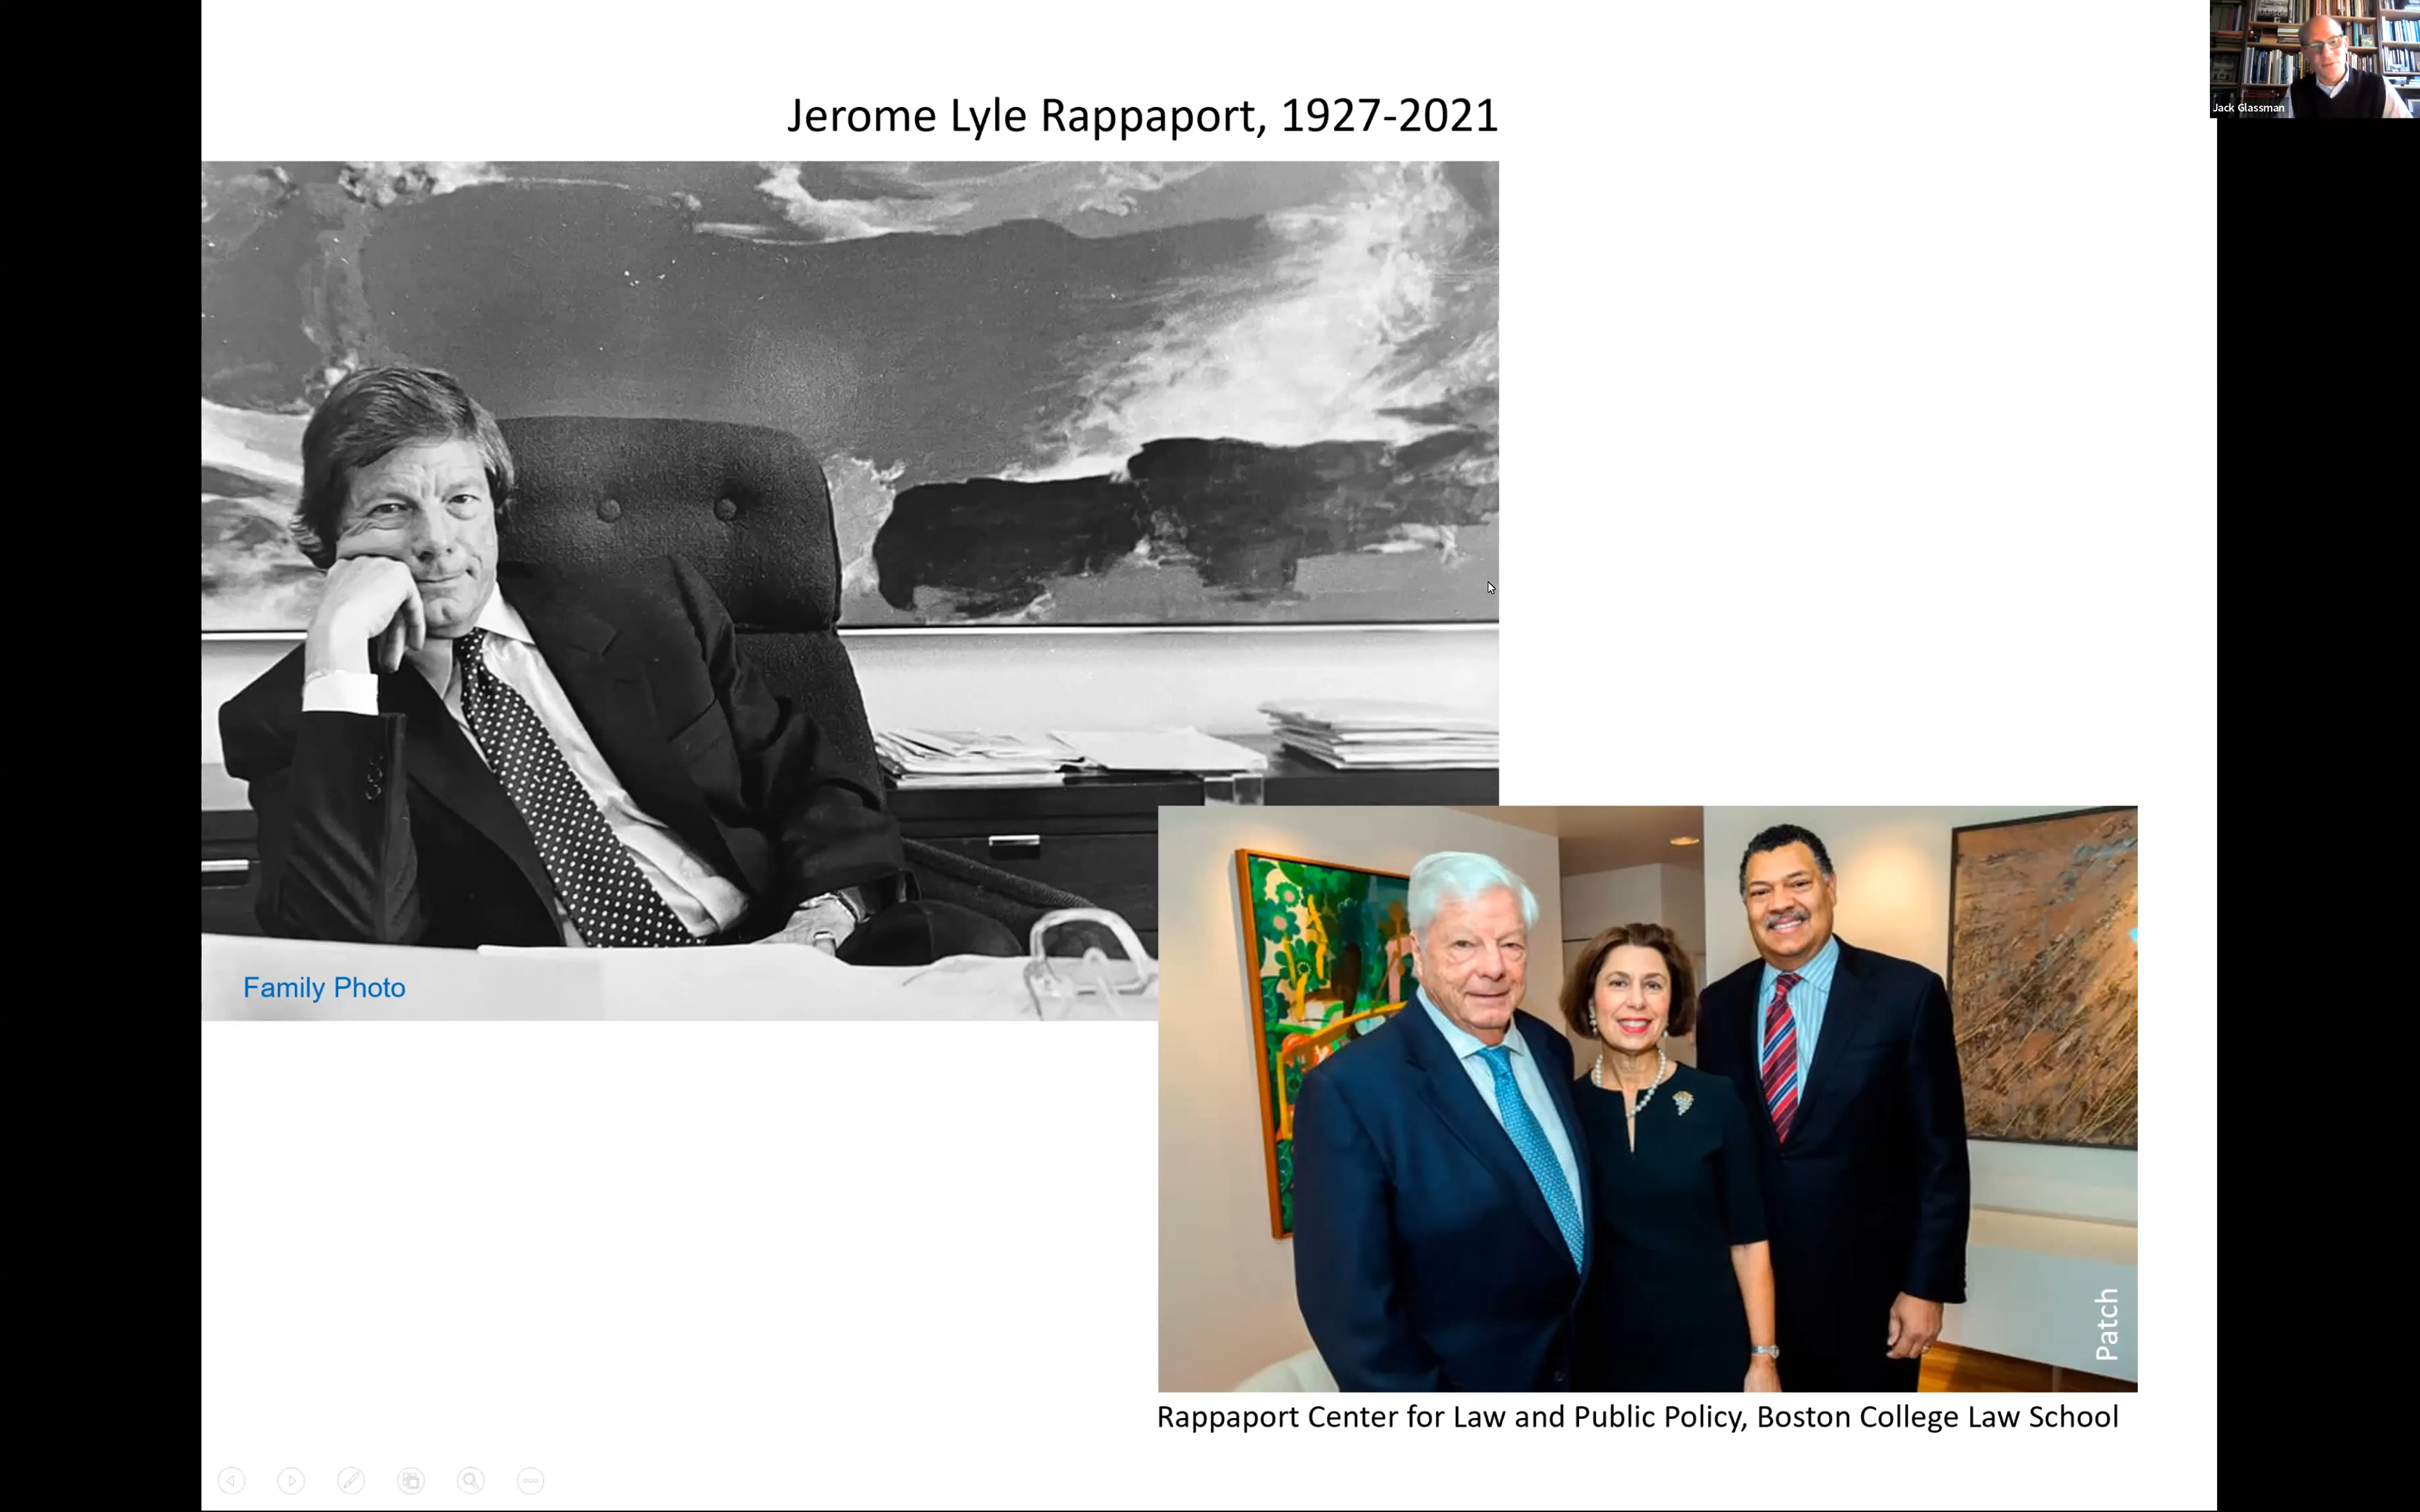 Jerome Lyle Rappaport, 1927-2021
Jack Glassman
Family Photo
Patch
Rappaport Center for Law and Public Policy, Boston College Law School